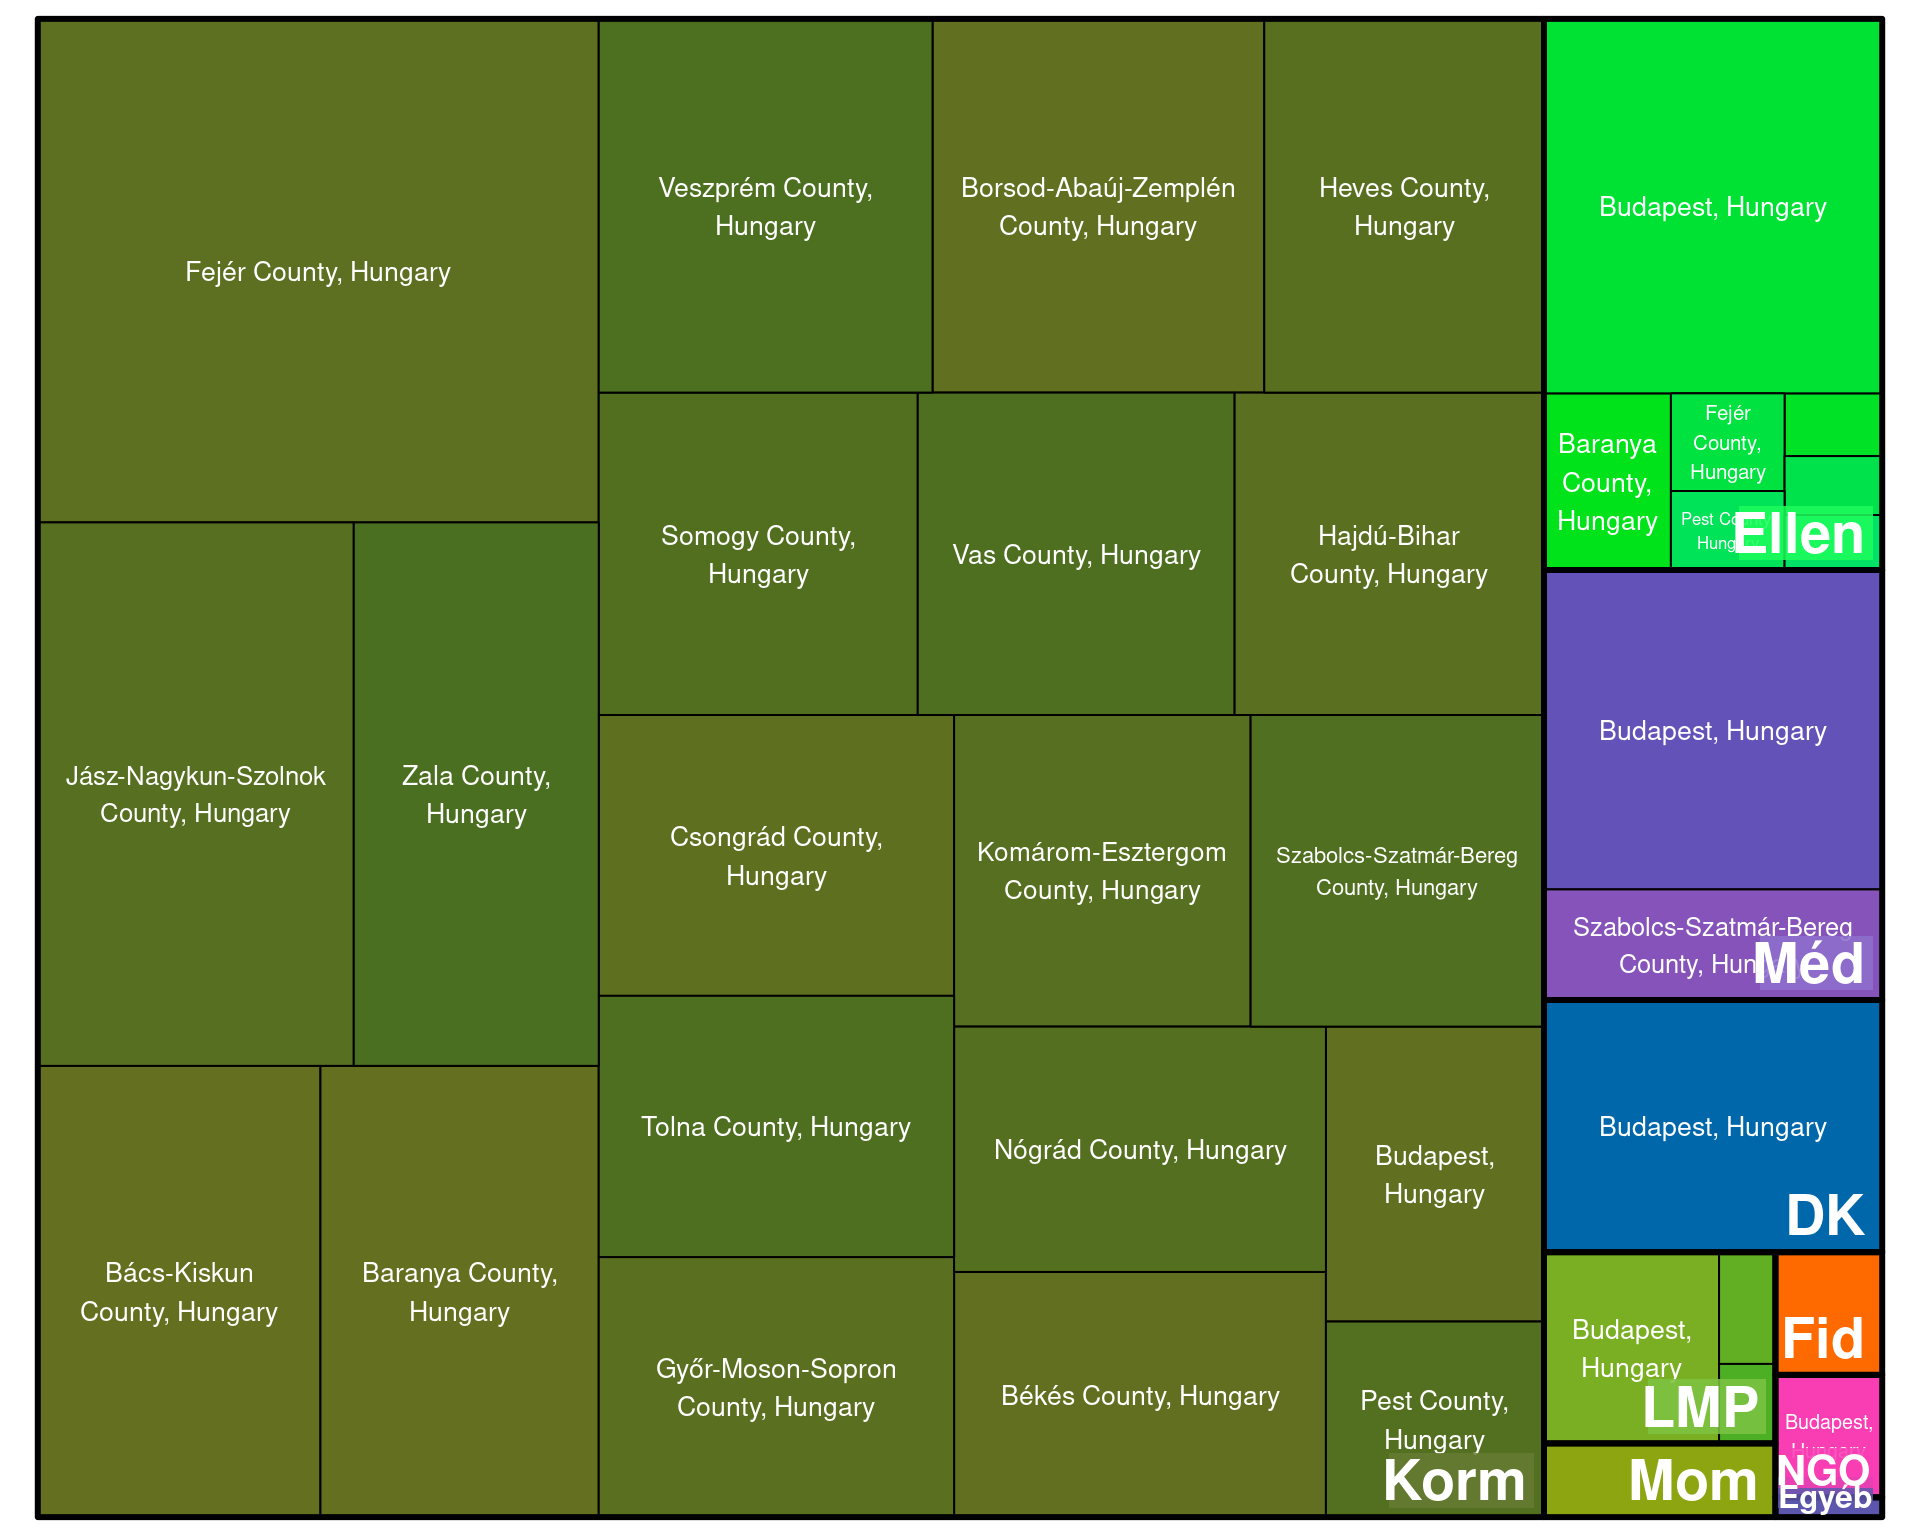 Fejér County, Hungary
Veszprém County,
Hungary
Borsod-Abaúj-Zemplén
County, Hungary
Heves County,
Hungary
Somogy County,
Hungary
Vas County, Hungary
Hajdú-Bihar
County, Hungary
Jász-Nagykun-Szolnok
County, Hungary
Zala County,
Hungary
Csongrád County,
Hungary
Komárom-Esztergom
County, Hungary
Szabolcs-Szatmár-Bereg
County, Hungary
Tolna County, Hungary
Nógrád County, Hungary
Budapest,
Hungary
Bács-Kiskun
County, Hungary
Baranya County,
Hungary
Győr-Moson-Sopron
County, Hungary
Békés County, Hungary
Pest County,
Hungary
Korm
Budapest, Hungary
Baranya
County,
Hungary
Fejér
County,
Hungary
Pest County,
Hungary
Ellen
Budapest, Hungary
Szabolcs-Szatmár-Bereg
County, Hungary
Méd
Budapest, Hungary
DK
Budapest,
Hungary
LMP
Fid
Mom
Budapest,
Hungary
NGO
Egyéb